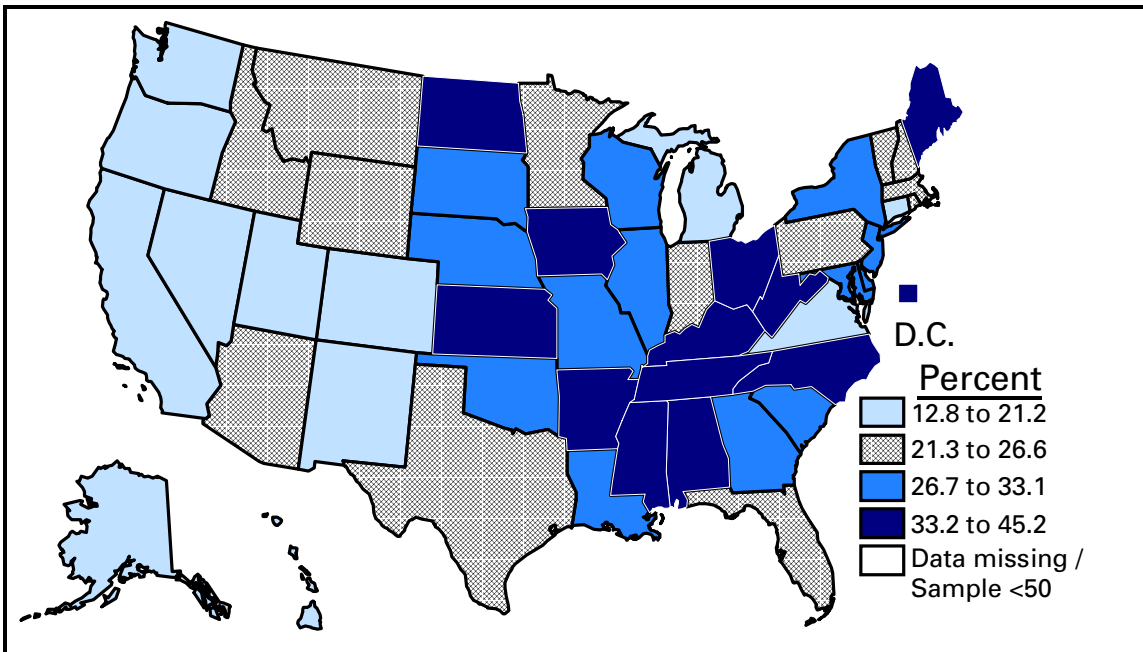 D.C.
Percent
12.8 to 21.2
21.3 to 26.6
26.7 to 33.1
33.2 to 45.2
Data missing /
Sample <50